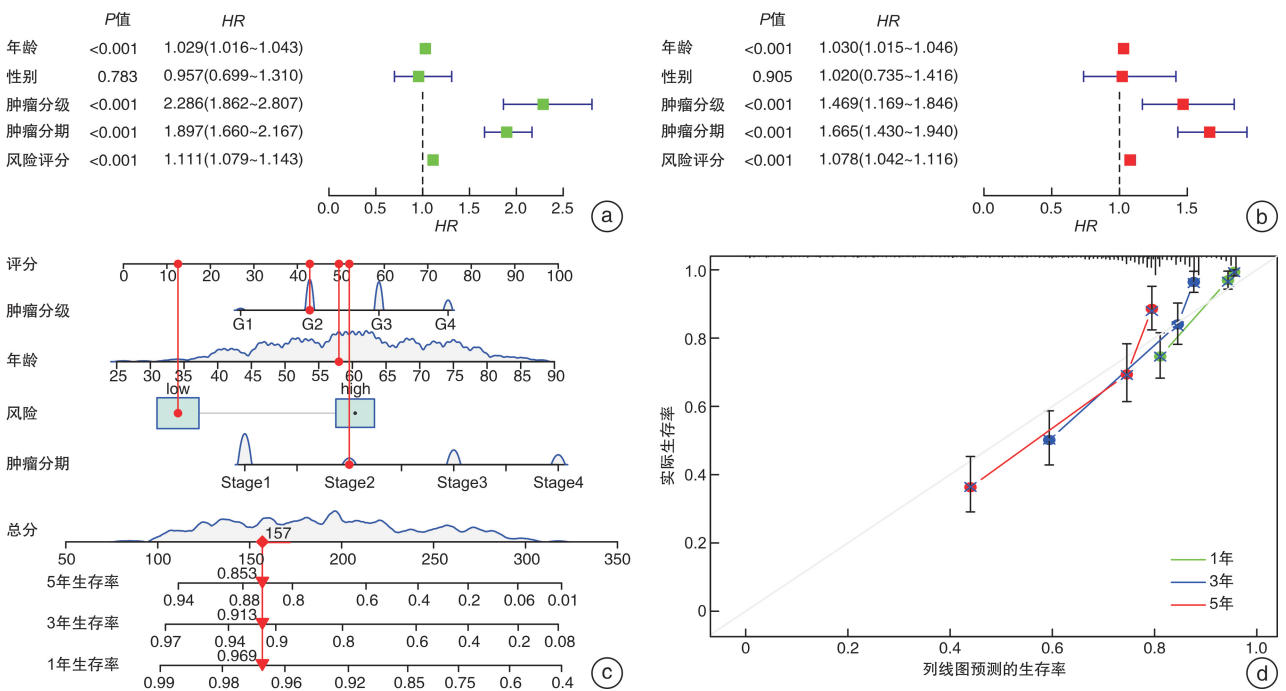 P值 HR
年龄 <0.001 1.029(1.016~1.043)
性别 0.783 0.957(0.699~1.310)
肿瘤分级 <0.001 2.286(1.862~2.807)
肿瘤分期 <0.001 1.897(1.660~2.167)
风险评分 <0.001 1.111(1.079~1.143)
0.0 0.5 1.0 1.5 2.0 2.5
HR
a
P值 HR
年龄 <0.001 1.030(1.015~1.046)
性别 0.905 1.020(0.735~1.416)
肿瘤分级 <0.001 1.469(1.169~1.846)
肿瘤分期 <0.001 1.665(1.430~1.940)
风险评分 <0.001 1.078(1.042~1.116)
0.0 0.5 1.0 1.5
HR
b
评分
0 10 20 30 40 50 60 70 80 90 100
肿瘤分级
G1 G2 G3 G4
年龄
25 30 35 40 45 50 55 60 65 70 75 80 85 90
low high
风险
肿瘤分期
Stage1 Stage2 Stage3 Stage4
总分
157
50 100 150 200 250 300 350
0.853
5年生存率
0.94 0.88 0.8 0.6 0.4 0.2 0.06 0.01
0.913
3年生存率
0.97 0.94 0.9 0.8 0.6 0.4 0.2 0.08
0.969
1年生存率
0.99 0.98 0.96 0.92 0.85 0.75 0.6 0.4
c
实际生存率
1.0
0.8
0.6
0.4
0.2
0
1年
3年
5年
0 0.2 0.4 0.6 0.8 1.0
列线图预测的生存率
d